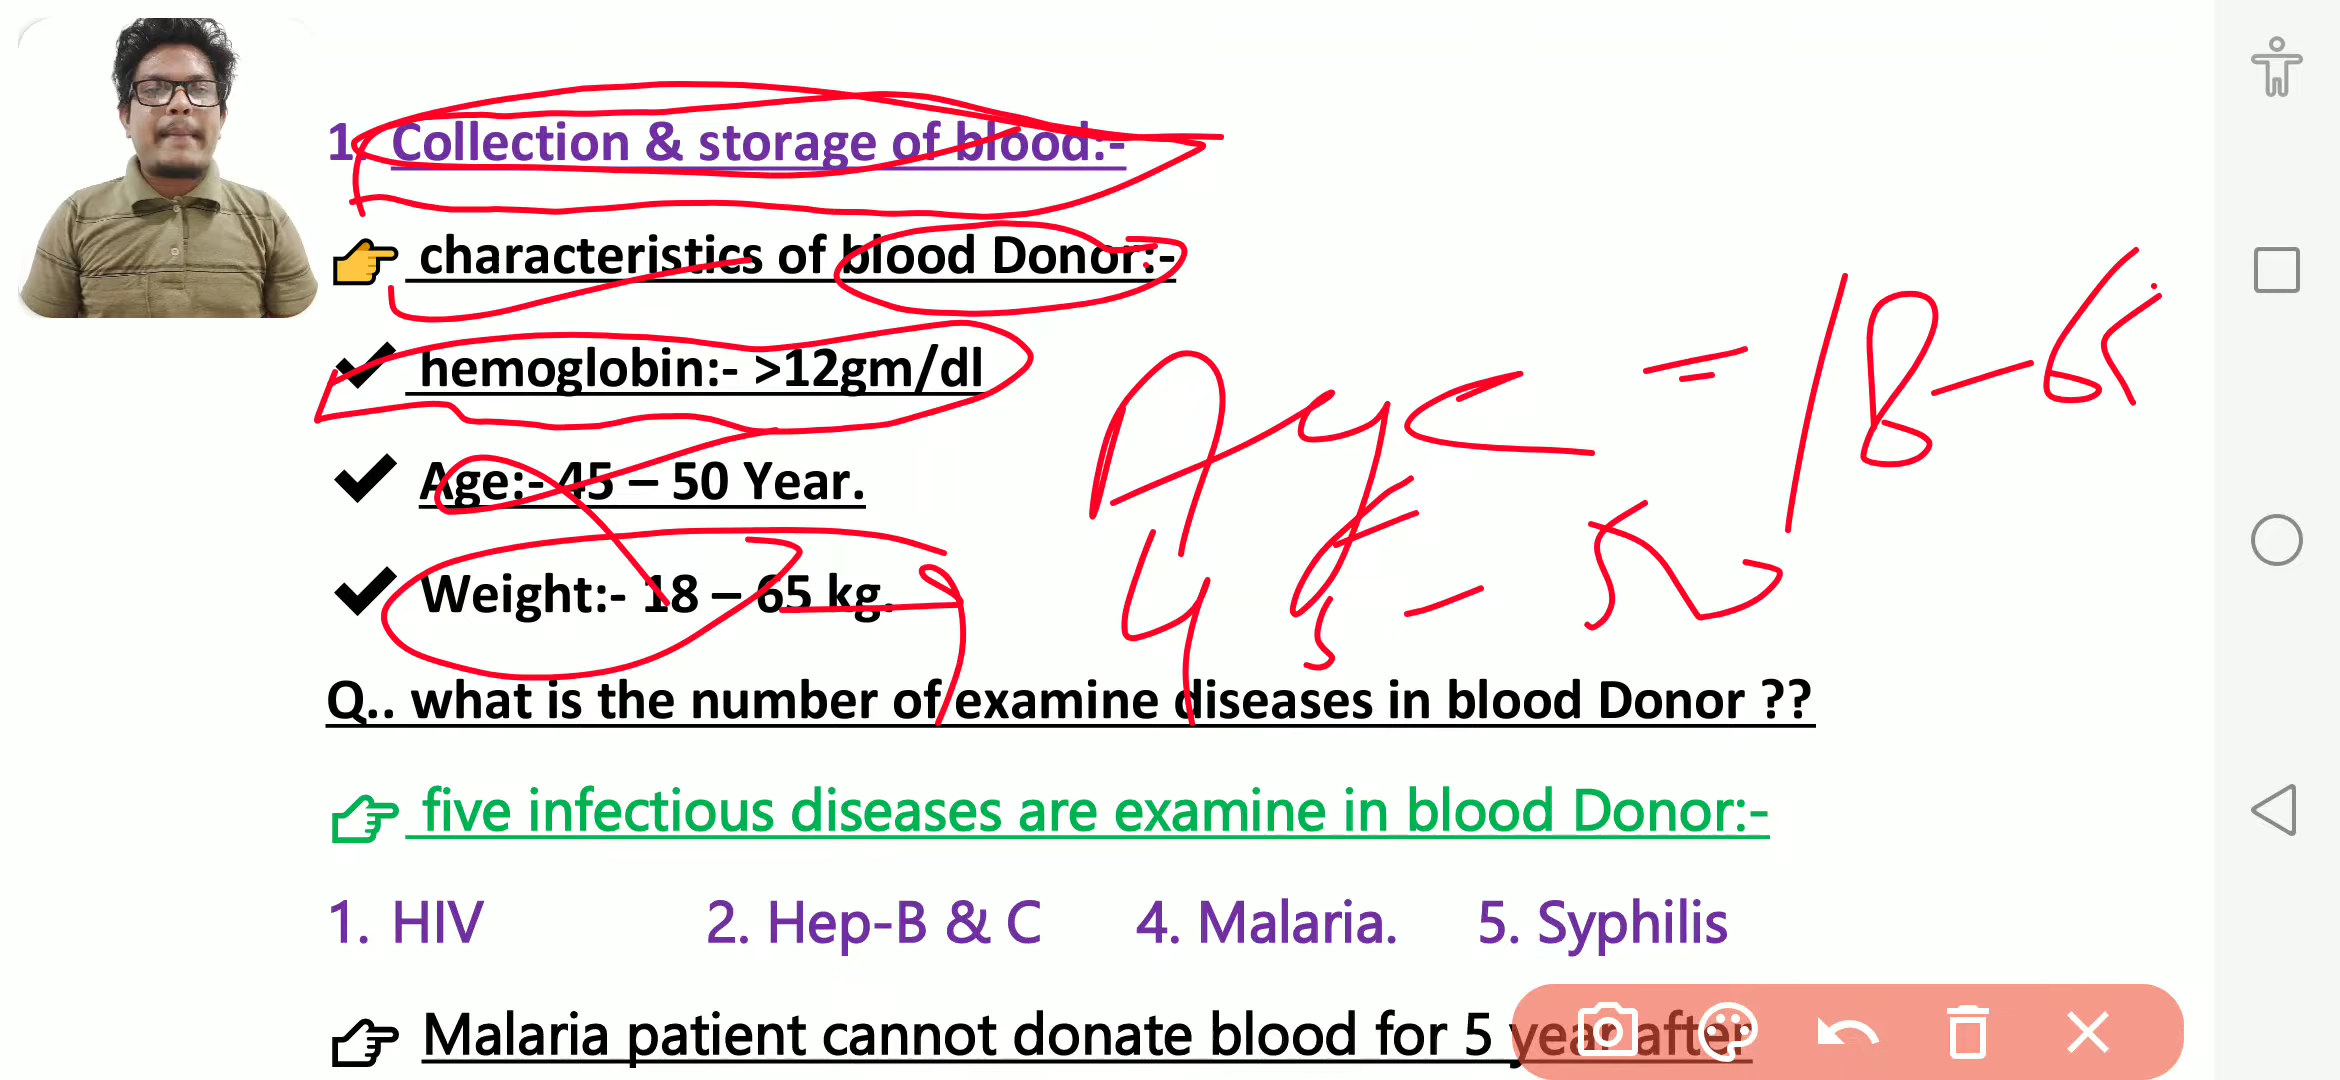 1. Collection & storage of blood:-
👉 characteristics of blood Donor:-
✔ hemoglobin:- >12gm/dl
✔ Age:- 45 – 50 Year.
✔ Weight:- 18 – 65 kg.
Age = 18 - 65
45 - 50
Q.. what is the number of examine diseases in blood Donor ??
five infectious diseases are examine in blood Donor:-
1. HIV 2. Hep-B & C 4. Malaria. 5. Syphilis
Malaria patient cannot donate blood for 5 year after